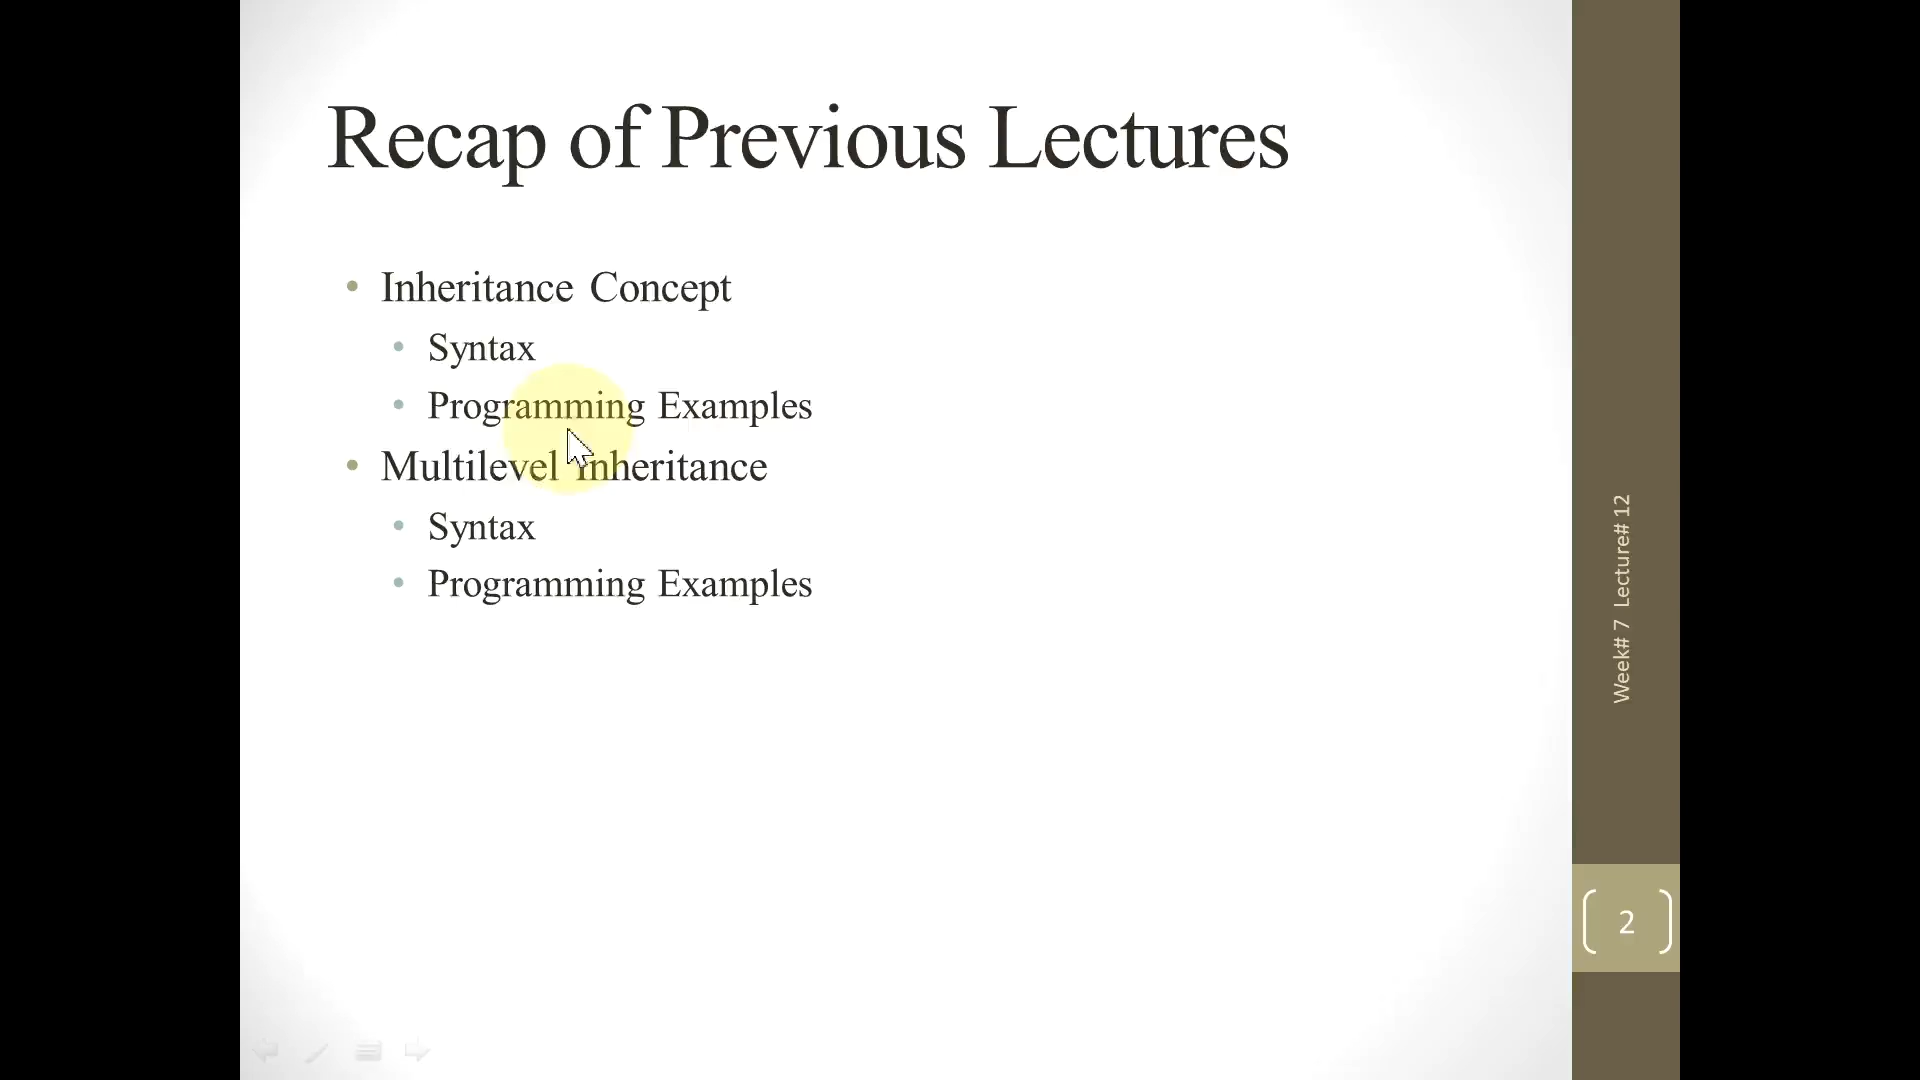 Recap of Previous Lectures
• Inheritance Concept
• Syntax
• Programming Examples
• Multilevel Inheritance
• Syntax
• Programming Examples
Week# 7 Lecture# 12
2